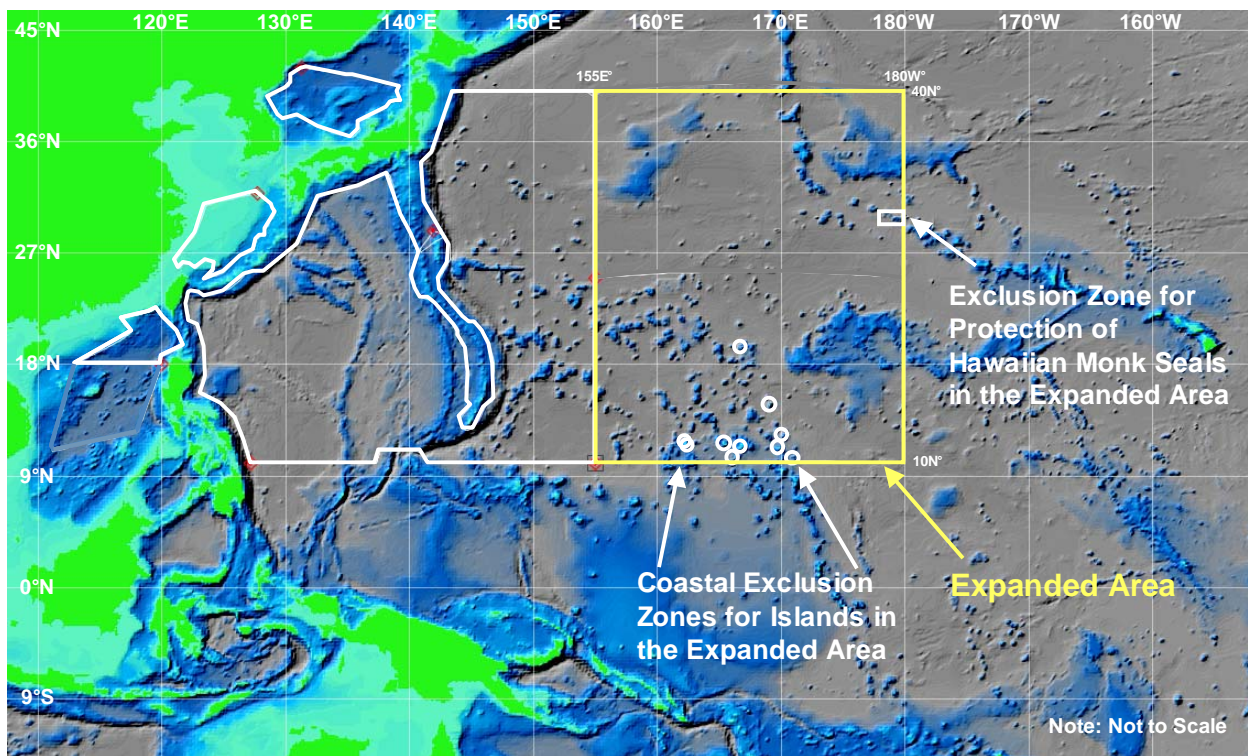 120°E 130°E 140°E 150°E 160°E 170°E 180°W 170°W 160°W
45°N
155E° 180W°
40N°
36°N
27°N
18°N
10N°
9°N
0°N
9°S
Exclusion Zone for
Protection of
Hawaiian Monk Seals
in the Expanded Area
Coastal Exclusion
Zones for Islands in
the Expanded Area
Expanded Area
Note: Not to Scale